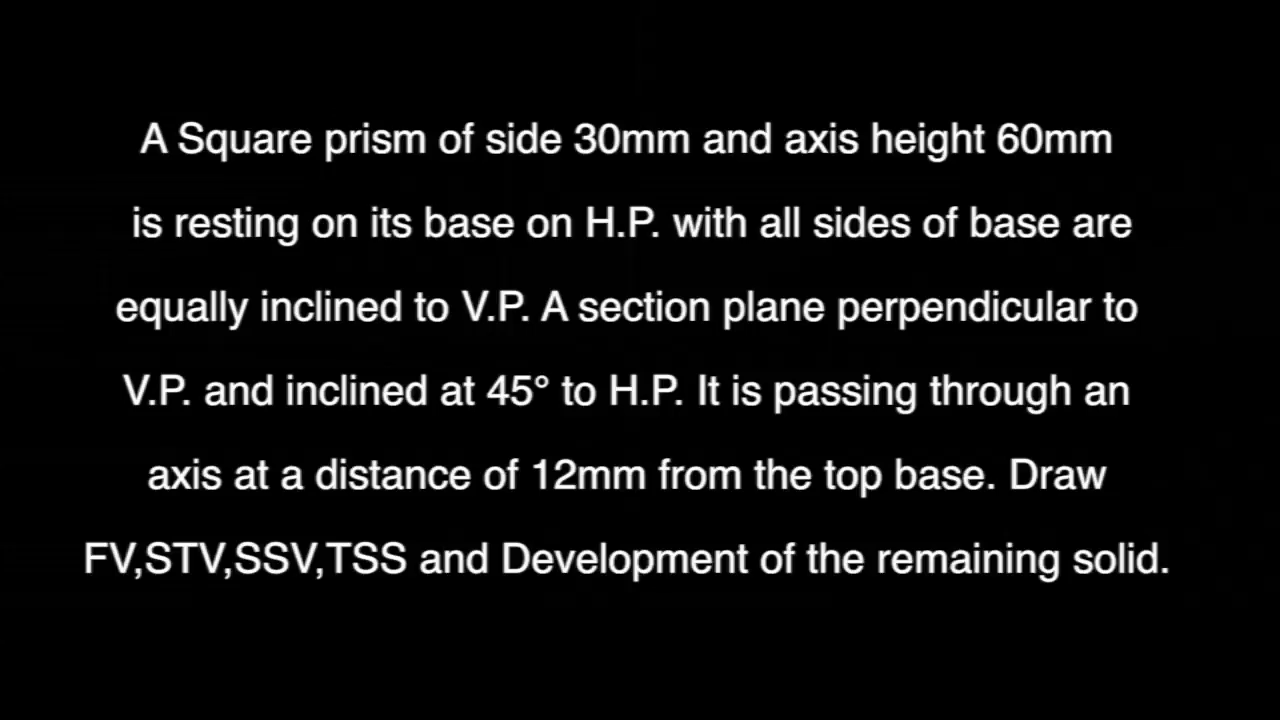 A Square prism of side 30mm and axis height 60mm
is resting on its base on H.P. with all sides of base are
equally inclined to V.P. A section plane perpendicular to
V.P. and inclined at 45° to H.P. It is passing through an
axis at a distance of 12mm from the top base. Draw
FV,STV,SSV,TSS and Development of the remaining solid.